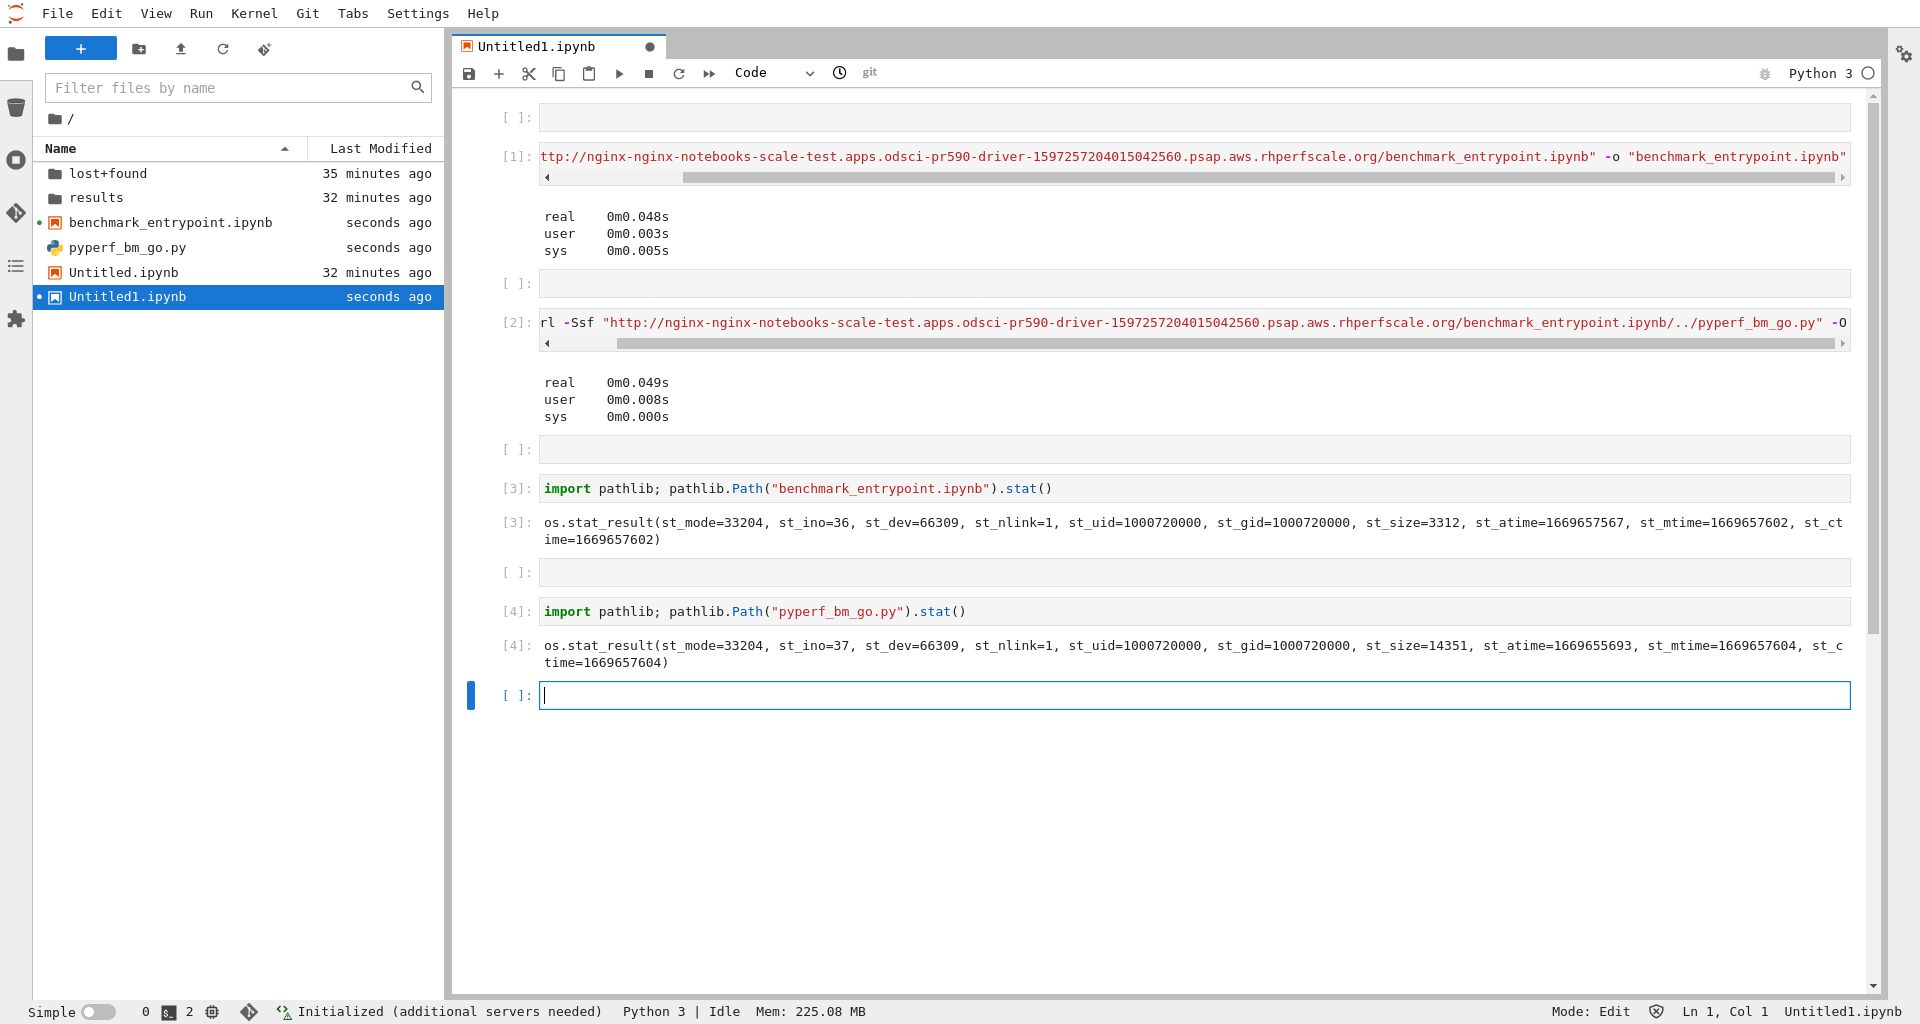 File Edit View Run Kernel Git Tabs Settings Help
Filter files by name
/
Name Last Modified
lost+found 35 minutes ago
results 32 minutes ago
benchmark_entrypoint.ipynb seconds ago
pyperf_bm_go.py seconds ago
Untitled.ipynb 32 minutes ago
Untitled1.ipynb seconds ago
Untitled1.ipynb
Code git Python 3
[ ]:
[1]: ttp://nginx-nginx-notebooks-scale-test.apps.odsci-pr590-driver-1597257204015042560.psap.aws.rhperfscale.org/benchmark_entrypoint.ipynb" -o "benchmark_entrypoint.ipynb"
real 0m0.048s
user 0m0.003s
sys 0m0.005s
[ ]:
[2]: rl -Ssf "http://nginx-nginx-notebooks-scale-test.apps.odsci-pr590-driver-1597257204015042560.psap.aws.rhperfscale.org/benchmark_entrypoint.ipynb/../pyperf_bm_go.py" -O
real 0m0.049s
user 0m0.008s
sys 0m0.000s
[ ]:
[3]: import pathlib; pathlib.Path("benchmark_entrypoint.ipynb").stat()
[3]: os.stat_result(st_mode=33204, st_ino=36, st_dev=66309, st_nlink=1, st_uid=1000720000, st_gid=1000720000, st_size=3312, st_atime=1669657567, st_mtime=1669657602, st_ct
ime=1669657602)
[ ]:
[4]: import pathlib; pathlib.Path("pyperf_bm_go.py").stat()
[4]: os.stat_result(st_mode=33204, st_ino=37, st_dev=66309, st_nlink=1, st_uid=1000720000, st_gid=1000720000, st_size=14351, st_atime=1669655693, st_mtime=1669657604, st_c
time=1669657604)
[ ]:
Simple 0 $_ 2 Initialized (additional servers needed) Python 3 | Idle Mem: 225.08 MB Mode: Edit Ln 1, Col 1 Untitled1.ipynb